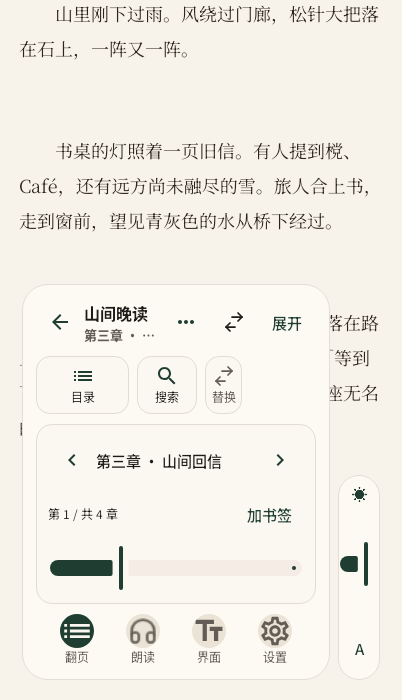 山里刚下过雨。风绕过门廊，松针大把落
在石上，一阵又一阵。
书桌的灯照着一页旧信。有人提到櫈、
Café，还有远方尚未融尽的雪。旅人合上书，
走到窗前，望见青灰色的水从桥下经过。
落在路
等到
座无名
山间晚读
第三章 · ...
展开
目录
搜索
替换
第三章 · 山间回信
第 1 / 共 4 章
加书签
A
翻页
朗读
界面
设置